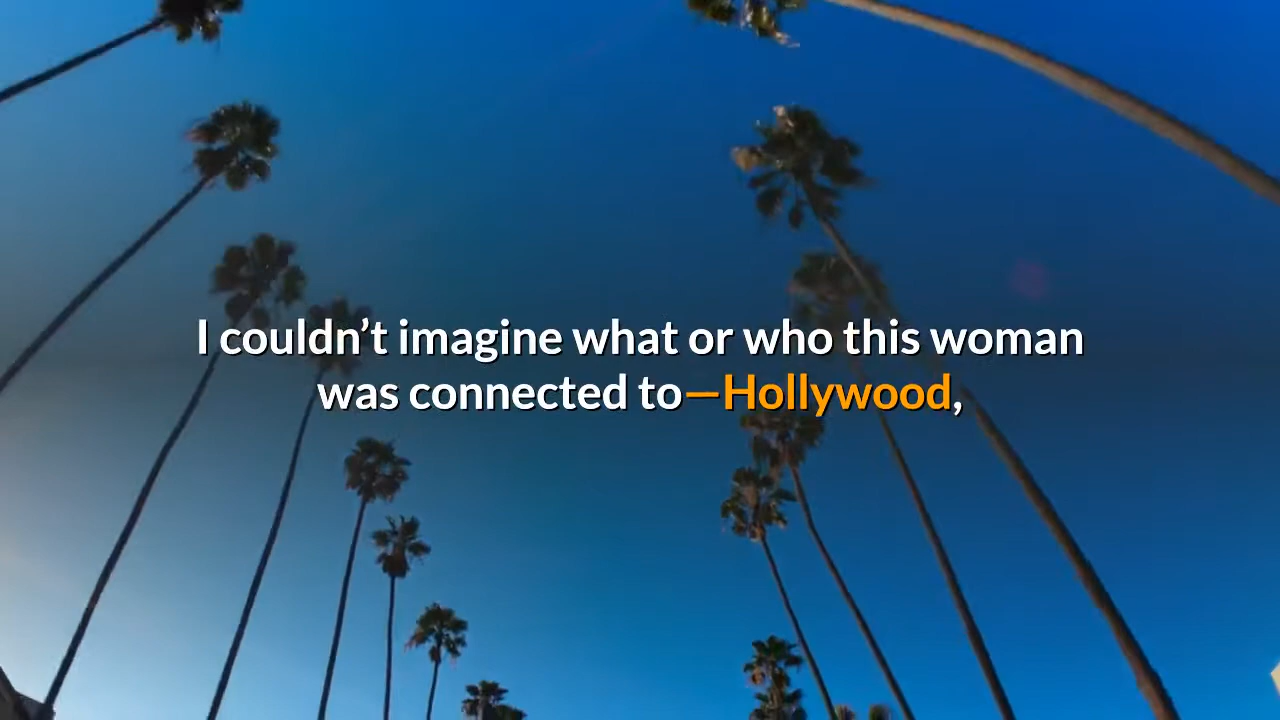 I couldn’t imagine what or who this woman
was connected to—Hollywood,